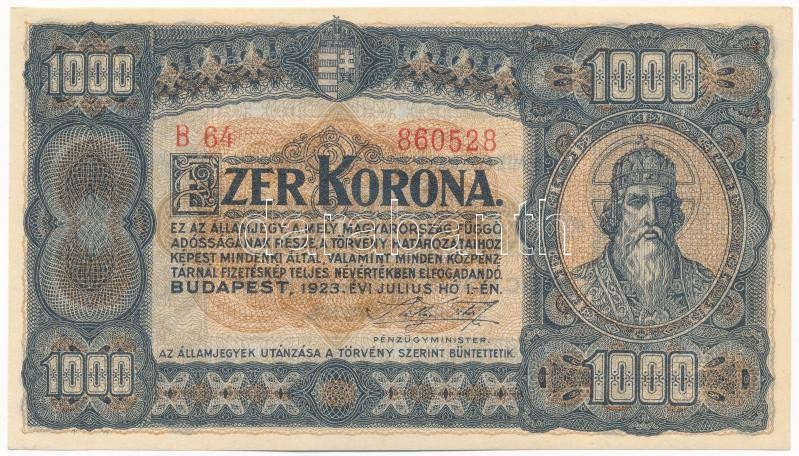 1000
1000
B 64 860528
EZER KORONA.
EZ AZ ÁLLAMJEGY, A MELY MAGYARORSZÁG FÜGGŐ
ADÓSSÁGÁNAK RÉSZE, A TÖRVÉNY HATÁROZATAIHOZ
KÉPEST MINDENKI ÁLTAL, VALAMINT MINDEN KÖZPÉNZ-
TÁRNÁL FIZETÉSKÉP TELJES NÉVÉRTÉKBEN ELFOGADANDÓ.
BUDAPEST, 1923. ÉVI JULIUS HÓ 1.-ÉN.
PÉNZÜGYMINISTER.
AZ ÁLLAMJEGYEK UTÁNZÁSA A TÖRVÉNY SZERINT BÜNTETTETIK.
1000
1000
darabanth